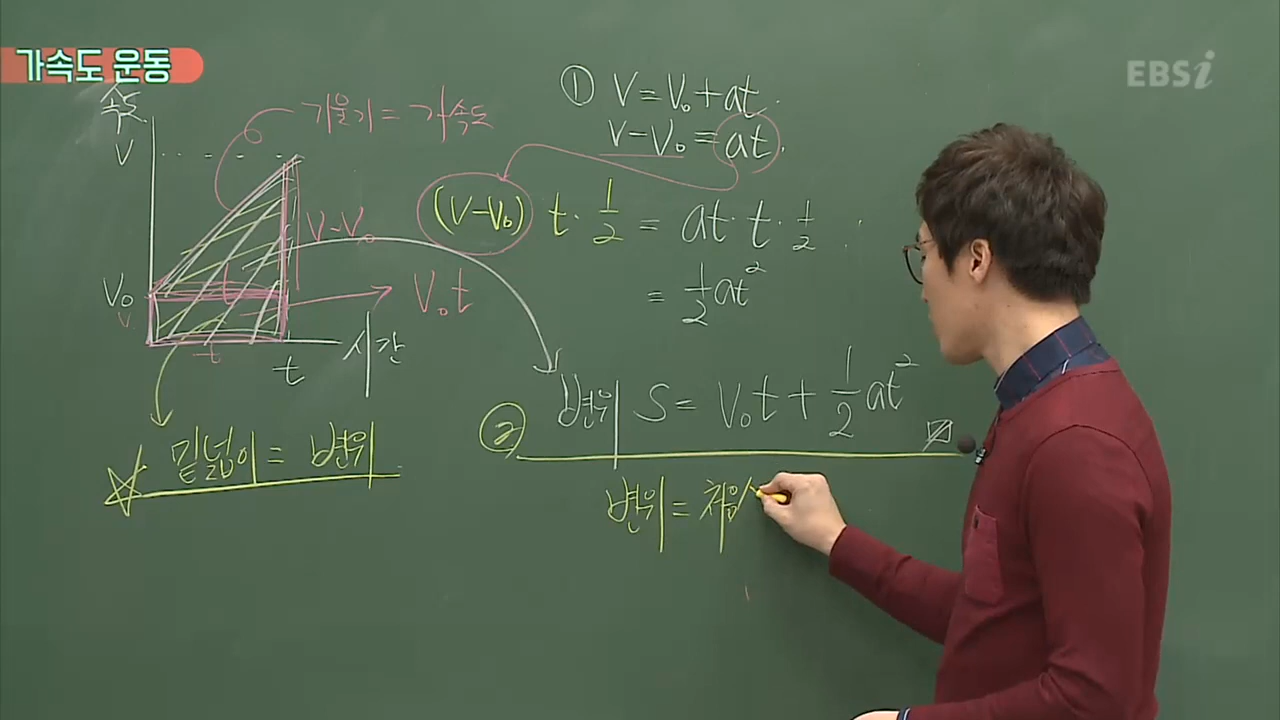 가속도 운동
EBSi
속도
기울기 = 가속도
① V = V₀ + at
V
V - V₀ = at
(V-V₀) t · 1/2 = at · t · 1/2
V-V₀
= 1/2 at²
t
V₀
V₀t
V
t
t
시간
② 변위 S = V₀t + 1/2 at²
☆ 밑넓이 = 변위
변위 = 처음